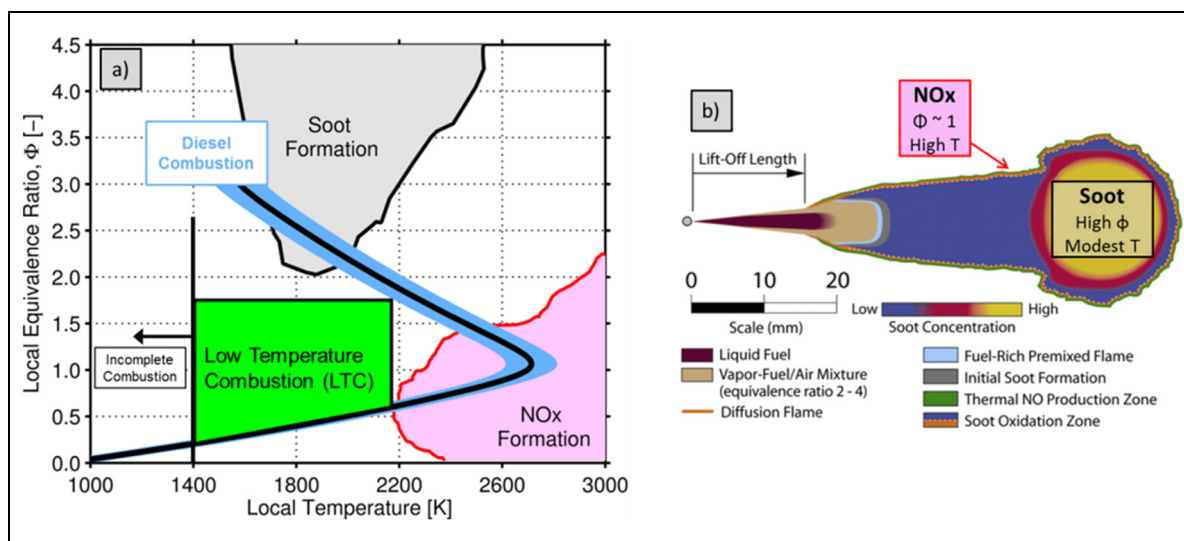 a)
4.5
4.0
3.5
3.0
2.5
2.0
1.5
1.0
0.5
0.0
Local Equivalence Ratio, Φ [–]
Diesel
Combustion
Soot
Formation
Incomplete
Combustion
Low Temperature
Combustion (LTC)
NOx
Formation
1000
1400
1800
2200
2600
3000
Local Temperature [K]
b)
NOx
Φ ~ 1
High T
Lift-Off Length
Soot
High ϕ
Modest T
0
10
20
Scale (mm)
Low
High
Soot Concentration
Liquid Fuel
Vapor-Fuel/Air Mixture
(equivalence ratio 2 - 4)
Diffusion Flame
Fuel-Rich Premixed Flame
Initial Soot Formation
Thermal NO Production Zone
Soot Oxidation Zone